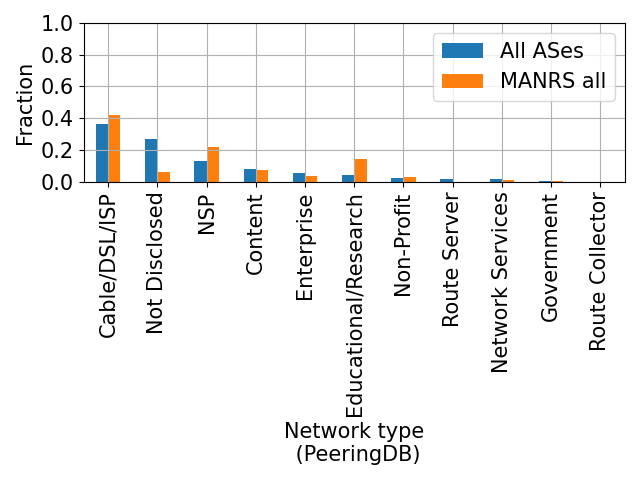 1.0
0.8
0.6
0.4
0.2
0.0
Fraction
All ASes
MANRS all
Cable/DSL/ISP
Not Disclosed
NSP
Content
Enterprise
Educational/Research
Non-Profit
Route Server
Network Services
Government
Route Collector
Network type
(PeeringDB)